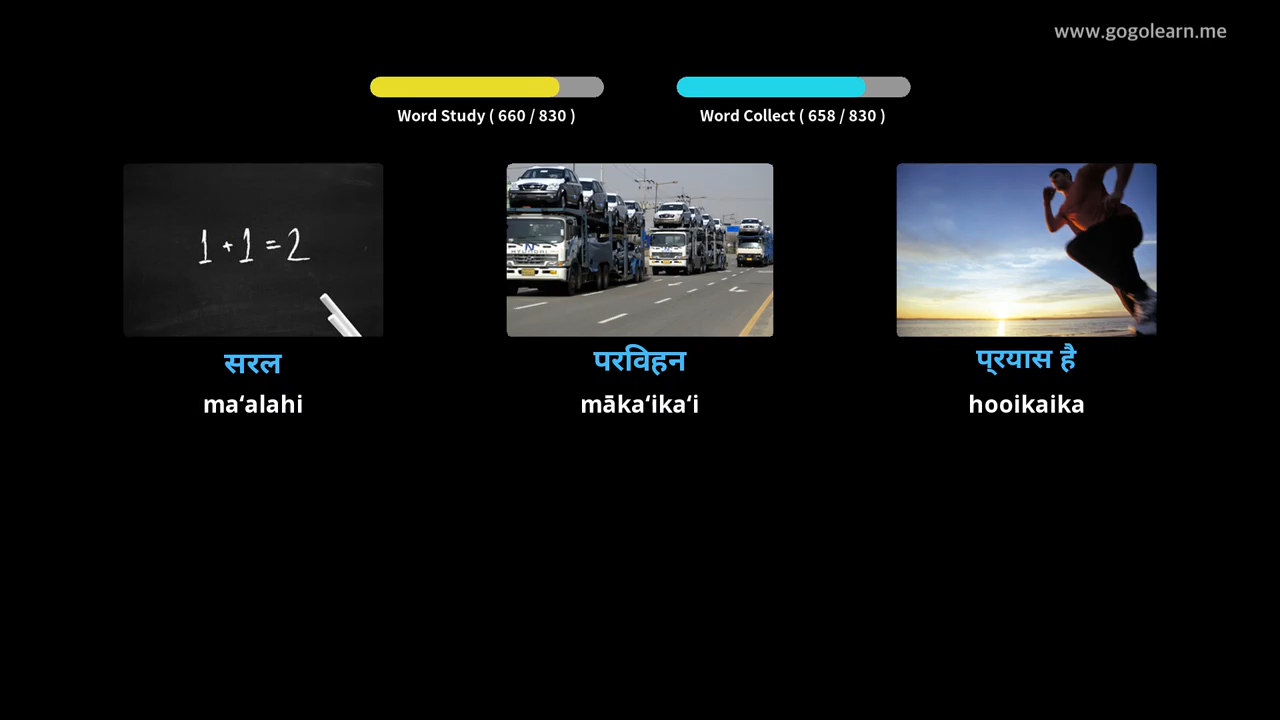 www.gogolearn.me
Word Study ( 660 / 830 )
Word Collect ( 658 / 830 )
1 + 1 = 2
सरल
परविहन
प्रयास है
maʻalahi
mākaʻikaʻi
hooikaika